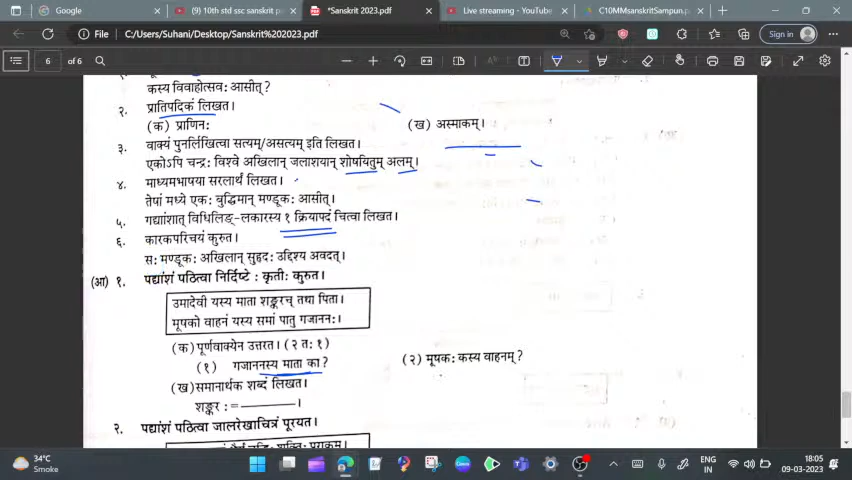 Google
(9) 10th std ssc sanskrit p
*Sanskrit 2023.pdf
Live streaming - YouTube
C10MMsanskritSampun.p
File
C:/Users/Suhani/Desktop/Sanskrit%202023.pdf
Sign in
6 of 6
कस्य विवाहोत्सवः आसीत्?
२. प्रातिपदिकं लिखत।
(क) प्राणिनः (ख) अस्माकम्।
३. वाक्यं पुनर्लिखित्वा सत्यम्/असत्यम् इति लिखत।
एकोऽपि चन्द्रः विश्वे अखिलान् जलाशयान् शोषयितुम् अलम्।
४. माध्यमभाषया सरलार्थं लिखत।
तेषां मध्ये एकः बुद्धिमान् मण्डूकः आसीत्।
५. गद्यांशात् विधिलिङ्-लकारस्य १ क्रियापदं चित्वा लिखत।
६. कारकपरिचयं कुरुत।
सः मण्डूकः अखिलान् सुहृदः उद्दिश्य अवदत्।
(आ) १. पद्यांशं पठित्वा निर्दिष्टे : कृतीः कुरुत।
उमादेवी यस्य माता शङ्करच् तथा पिता।
मूषको वाहनं यस्य समां पातु गजाननः।
(क) पूर्णवाक्येन उत्तरत। (२ तः १)
(१) गजाननस्य माता का? (२) मूषकः कस्य वाहनम्?
(ख) समानार्थकं शब्दं लिखत।
शङ्करः = ———।
२. पद्यांशं पठित्वा जालरेखाचित्रं पूरयत।
34°C
Smoke
ENG
IN
18:05
09-03-2023